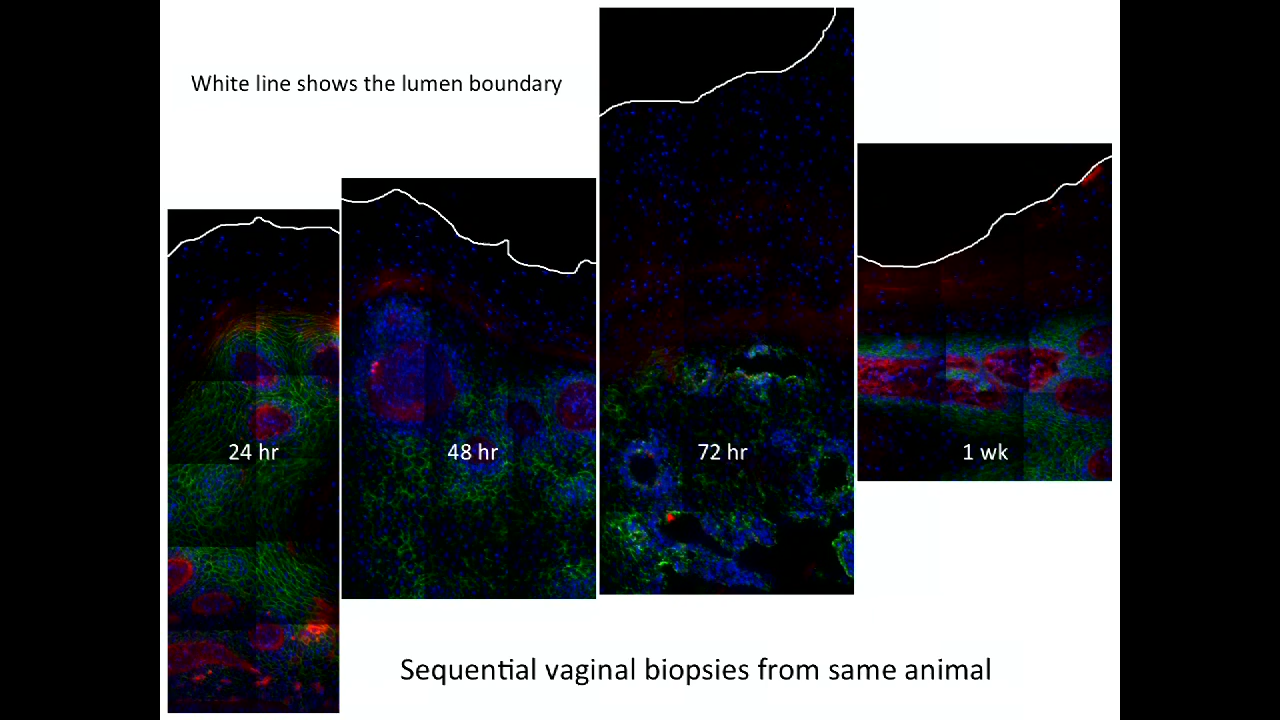 White line shows the lumen boundary
24 hr
48 hr
72 hr
1 wk
Sequential vaginal biopsies from same animal